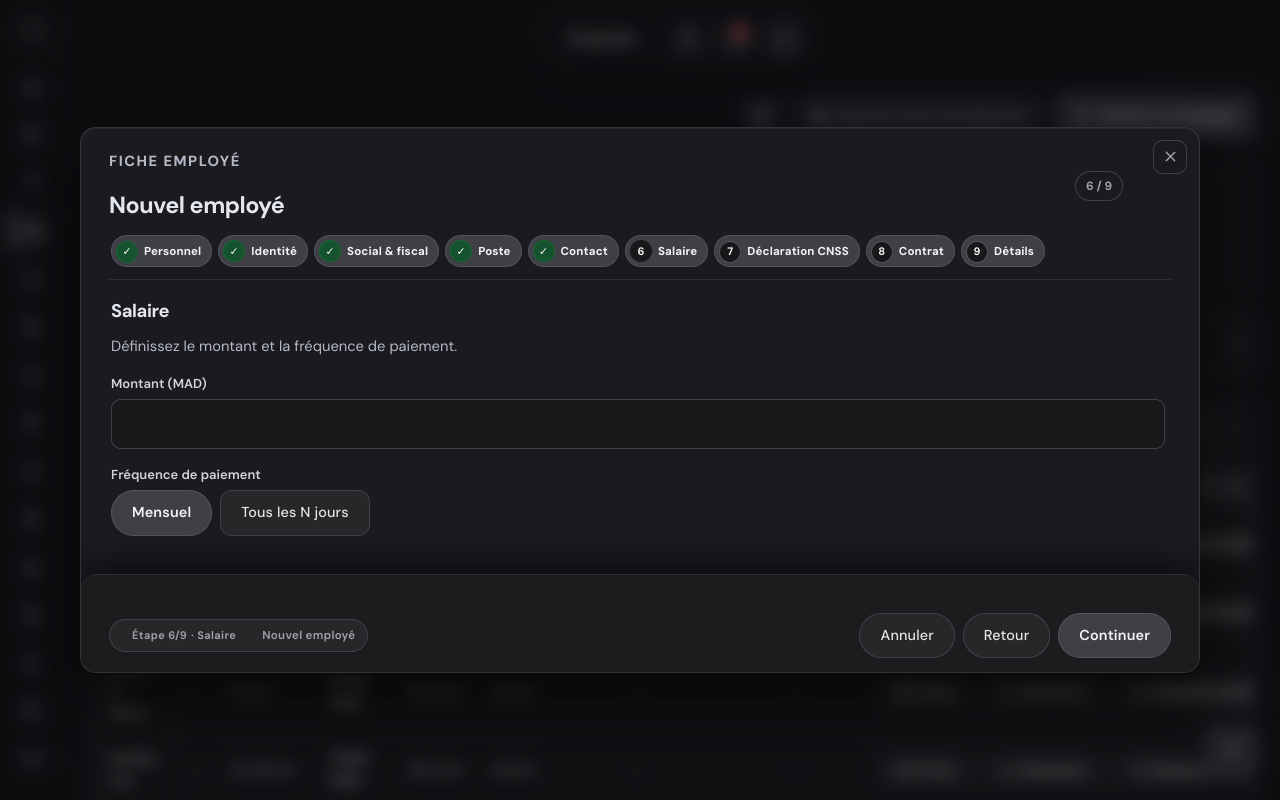 FICHE EMPLOYÉ
6 / 9
Nouvel employé
✓ Personnel ✓ Identité ✓ Social & fiscal ✓ Poste ✓ Contact 6 Salaire 7 Déclaration CNSS 8 Contrat 9 Détails
Salaire
Définissez le montant et la fréquence de paiement.
Montant (MAD)
Fréquence de paiement
Mensuel Tous les N jours
Étape 6/9 · Salaire Nouvel employé Annuler Retour Continuer